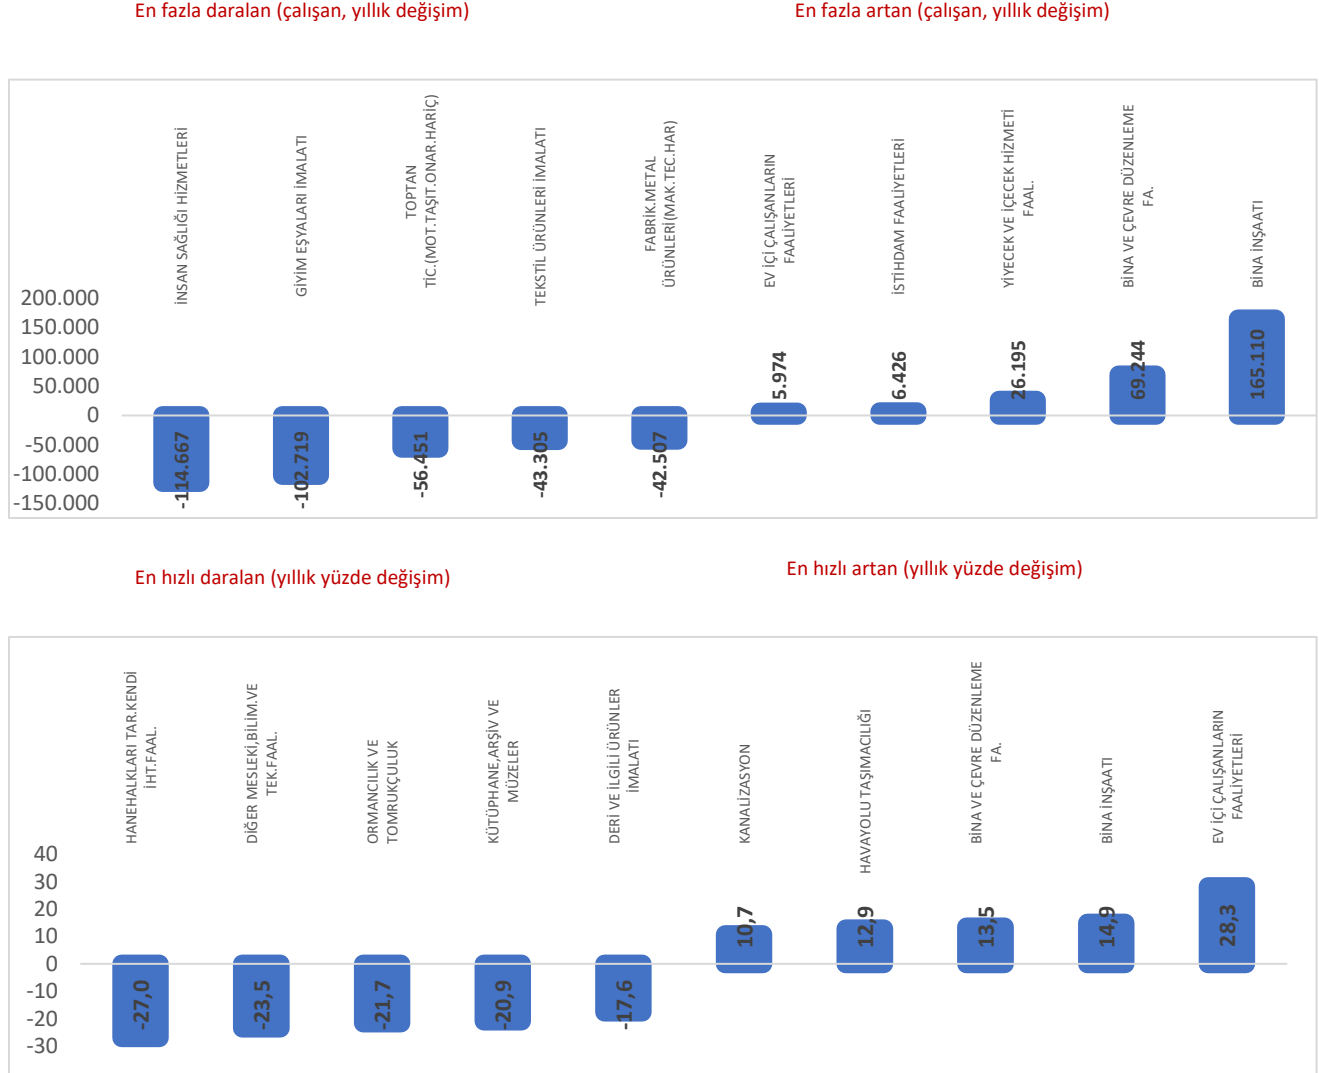 En fazla daralan (çalışan, yıllık değişim)
En fazla artan (çalışan, yıllık değişim)
İNSAN SAĞLIĞI HİZMETLERİ
GİYİM EŞYALARI İMALATI
TOPTAN
TİC.(MOT.TAŞIT.ONAR.HARİÇ)
TEKSTİL ÜRÜNLERİ İMALATI
FABRİK.METAL
ÜRÜNLERİ(MAK.TEC.HAR)
EV İÇİ ÇALIŞANLARIN
FAALİYETLERİ
İSTİHDAM FAALİYETLERİ
YİYECEK VE İÇECEK HİZMETİ
FAAL.
BİNA VE ÇEVRE DÜZENLEME
FA.
BİNA İNŞAATI
200.000
150.000
100.000
50.000
0
-50.000
-100.000
-150.000
-114.667
-102.719
-56.451
-43.305
-42.507
5.974
6.426
26.195
69.244
165.110
En hızlı daralan (yıllık yüzde değişim)
En hızlı artan (yıllık yüzde değişim)
HANEHALKLARI TAR.KENDİ
İHT.FAAL.
DİĞER MESLEKİ,BİLİM.VE
TEK.FAAL.
ORMANCILIK VE
TOMRUKÇULUK
KÜTÜPHANE,ARŞİV VE
MÜZELER
DERİ VE İLGİLİ ÜRÜNLER
İMALATI
KANALİZASYON
HAVAYOLU TAŞIMACILIĞI
BİNA VE ÇEVRE DÜZENLEME
FA.
BİNA İNŞAATI
EV İÇİ ÇALIŞANLARIN
FAALİYETLERİ
40
30
20
10
0
-10
-20
-30
-27,0
-23,5
-21,7
-20,9
-17,6
10,7
12,9
13,5
14,9
28,3